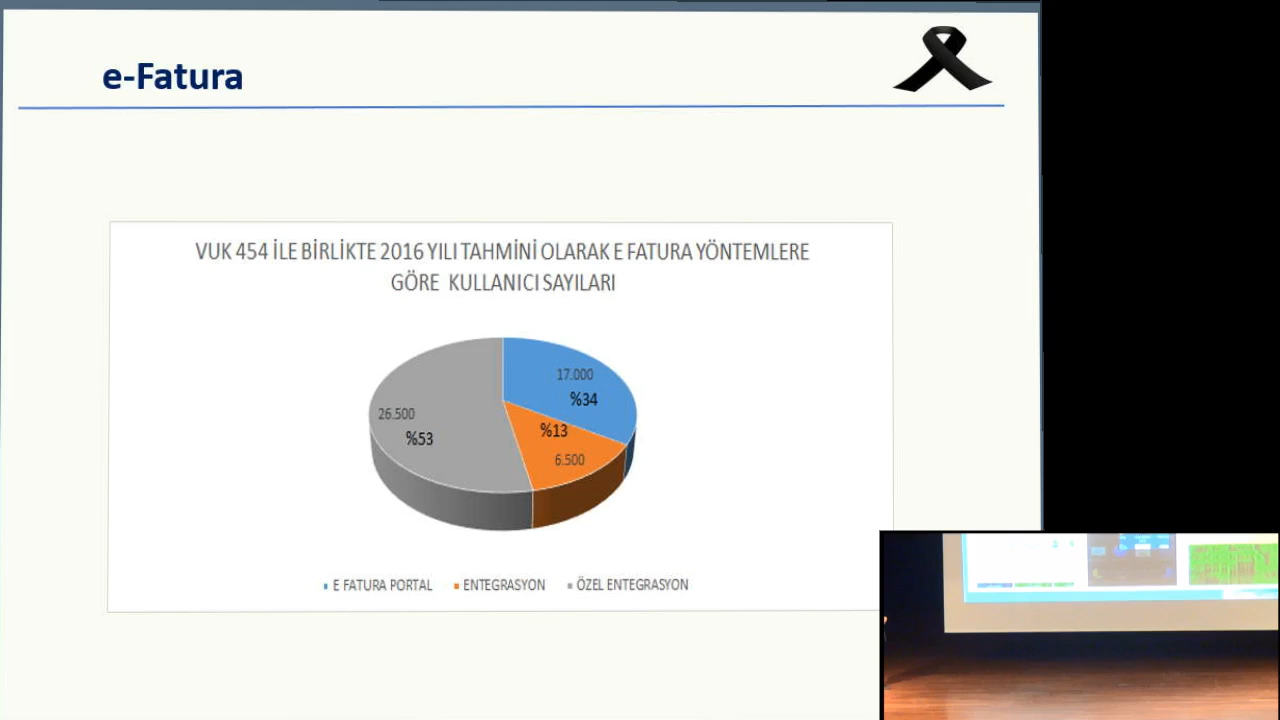 e-Fatura
VUK 454 İLE BİRLİKTE 2016 YILI TAHMİNİ OLARAK E FATURA YÖNTEMLERE
GÖRE KULLANICI SAYILARI
17.000
%34
26.500
%53
%13
6.500
E FATURA PORTAL
ENTEGRASYON
ÖZEL ENTEGRASYON